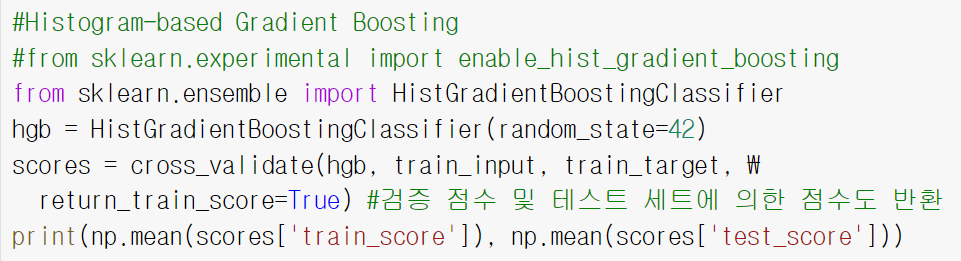 #Histogram-based Gradient Boosting
#from sklearn.experimental import enable_hist_gradient_boosting
from sklearn.ensemble import HistGradientBoostingClassifier
hgb = HistGradientBoostingClassifier(random_state=42)
scores = cross_validate(hgb, train_input, train_target, ₩
  return_train_score=True) #검증 점수 및 테스트 세트에 의한 점수도 반환
print(np.mean(scores['train_score']), np.mean(scores['test_score']))